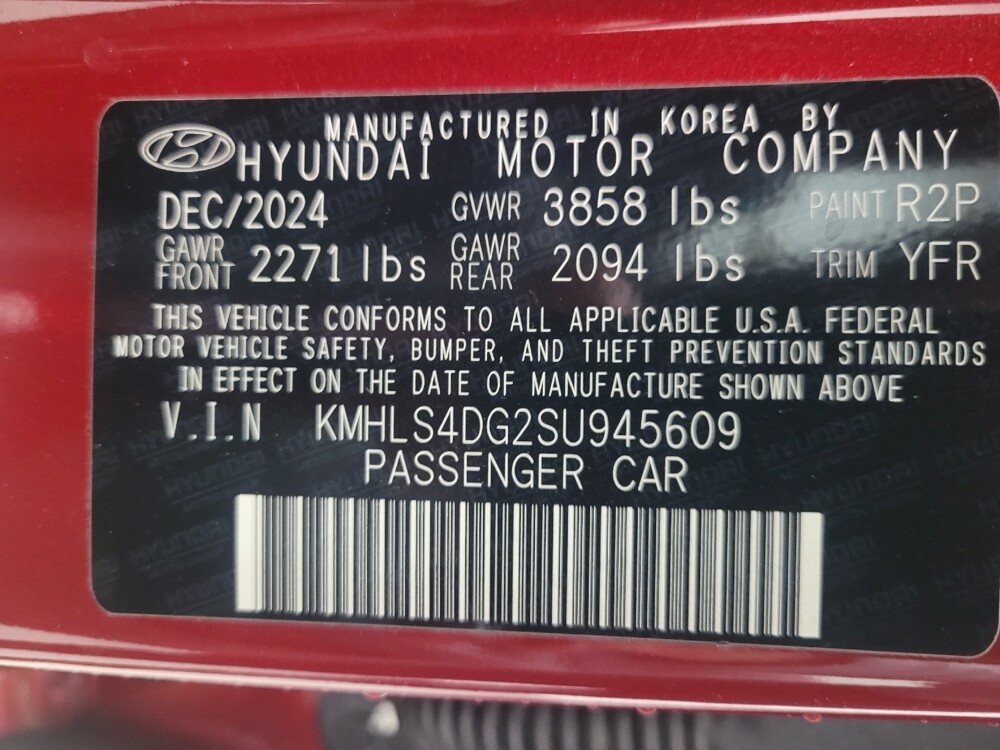 MANUFACTURED IN KOREA BY
HYUNDAI MOTOR COMPANY
DEC/2024 GVWR 3858 lbs PAINT R2P
GAWR FRONT 2271 lbs GAWR REAR 2094 lbs TRIM YFR
THIS VEHICLE CONFORMS TO ALL APPLICABLE U.S.A. FEDERAL
MOTOR VEHICLE SAFETY, BUMPER, AND THEFT PREVENTION STANDARDS
IN EFFECT ON THE DATE OF MANUFACTURE SHOWN ABOVE
V.I.N KMHLS4DG2SU945609
PASSENGER CAR